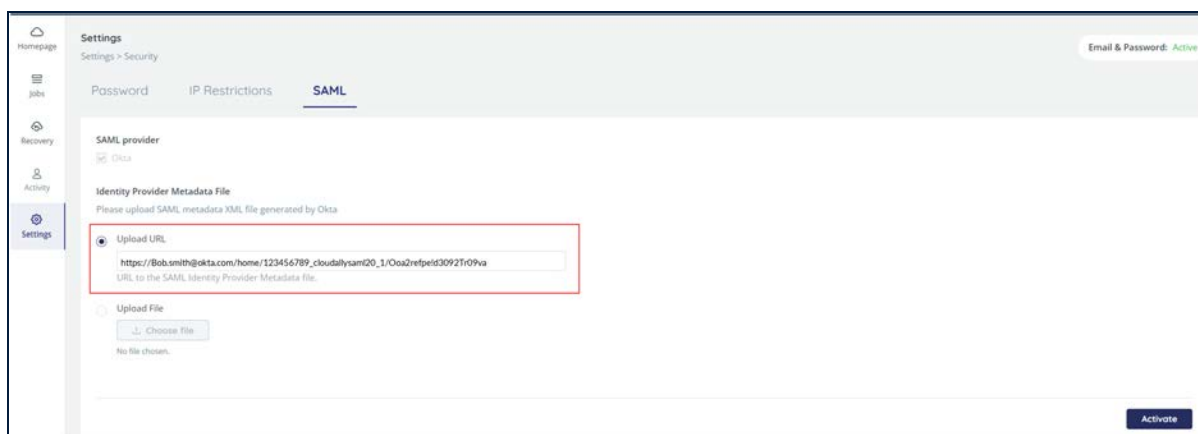 Homepage
Jobs
Recovery
Activity
Settings
Settings
Settings > Security
Email & Password: Active
Password IP Restrictions SAML
SAML provider
Okta
Identity Provider Metadata File
Please upload SAML metadata XML file generated by Okta
Upload URL
https://Bob.smith@okta.com/home/123456789_cloudallysaml20_1/Ooa2refpeld3092Tr09va
URL to the SAML Identity Provider Metadata file.
Upload File
Choose file
No file chosen.
Activate